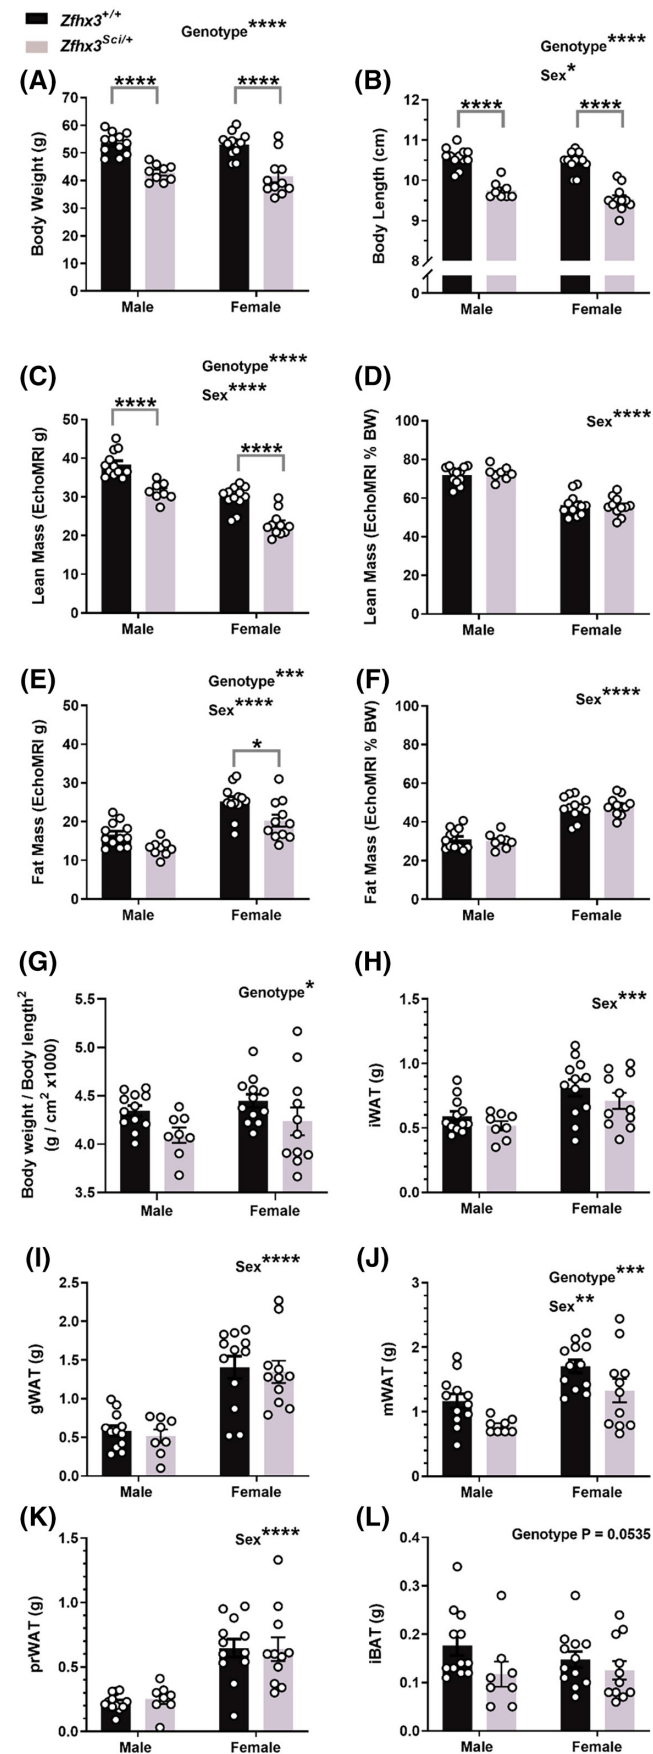 Zfhx3+/+
Zfhx3Sci/+
Genotype****
(A)
****
****
Body Weight (g)
70
60
50
40
30
20
10
0
Male
Female
Genotype****
Sex*
(B)
****
****
Body Length (cm)
12
11
10
9
8
0
Male
Female
(C)
Genotype****
Sex****
****
****
Lean Mass (EchoMRI g)
50
40
30
20
10
0
Male
Female
(D)
Sex****
Lean Mass (EchoMRI % BW)
100
80
60
40
20
0
Male
Female
(E)
Genotype***
Sex****
*
Fat Mass (EchoMRI g)
50
40
30
20
10
0
Male
Female
(F)
Sex****
Fat Mass (EchoMRI % BW)
100
80
60
40
20
0
Male
Female
(G)
Genotype*
Body weight / Body length2
(g / cm2 x1000)
5.5
5.0
4.5
4.0
3.5
Male
Female
(H)
Sex***
iWAT (g)
1.5
1.0
0.5
0.0
Male
Female
(I)
Sex****
gWAT (g)
2.5
2.0
1.5
1.0
0.5
0.0
Male
Female
(J)
Genotype***
Sex**
mWAT (g)
3
2
1
0
Male
Female
(K)
Sex****
prWAT (g)
1.5
1.0
0.5
0.0
Male
Female
(L)
Genotype P = 0.0535
iBAT (g)
0.4
0.3
0.2
0.1
0.0
Male
Female